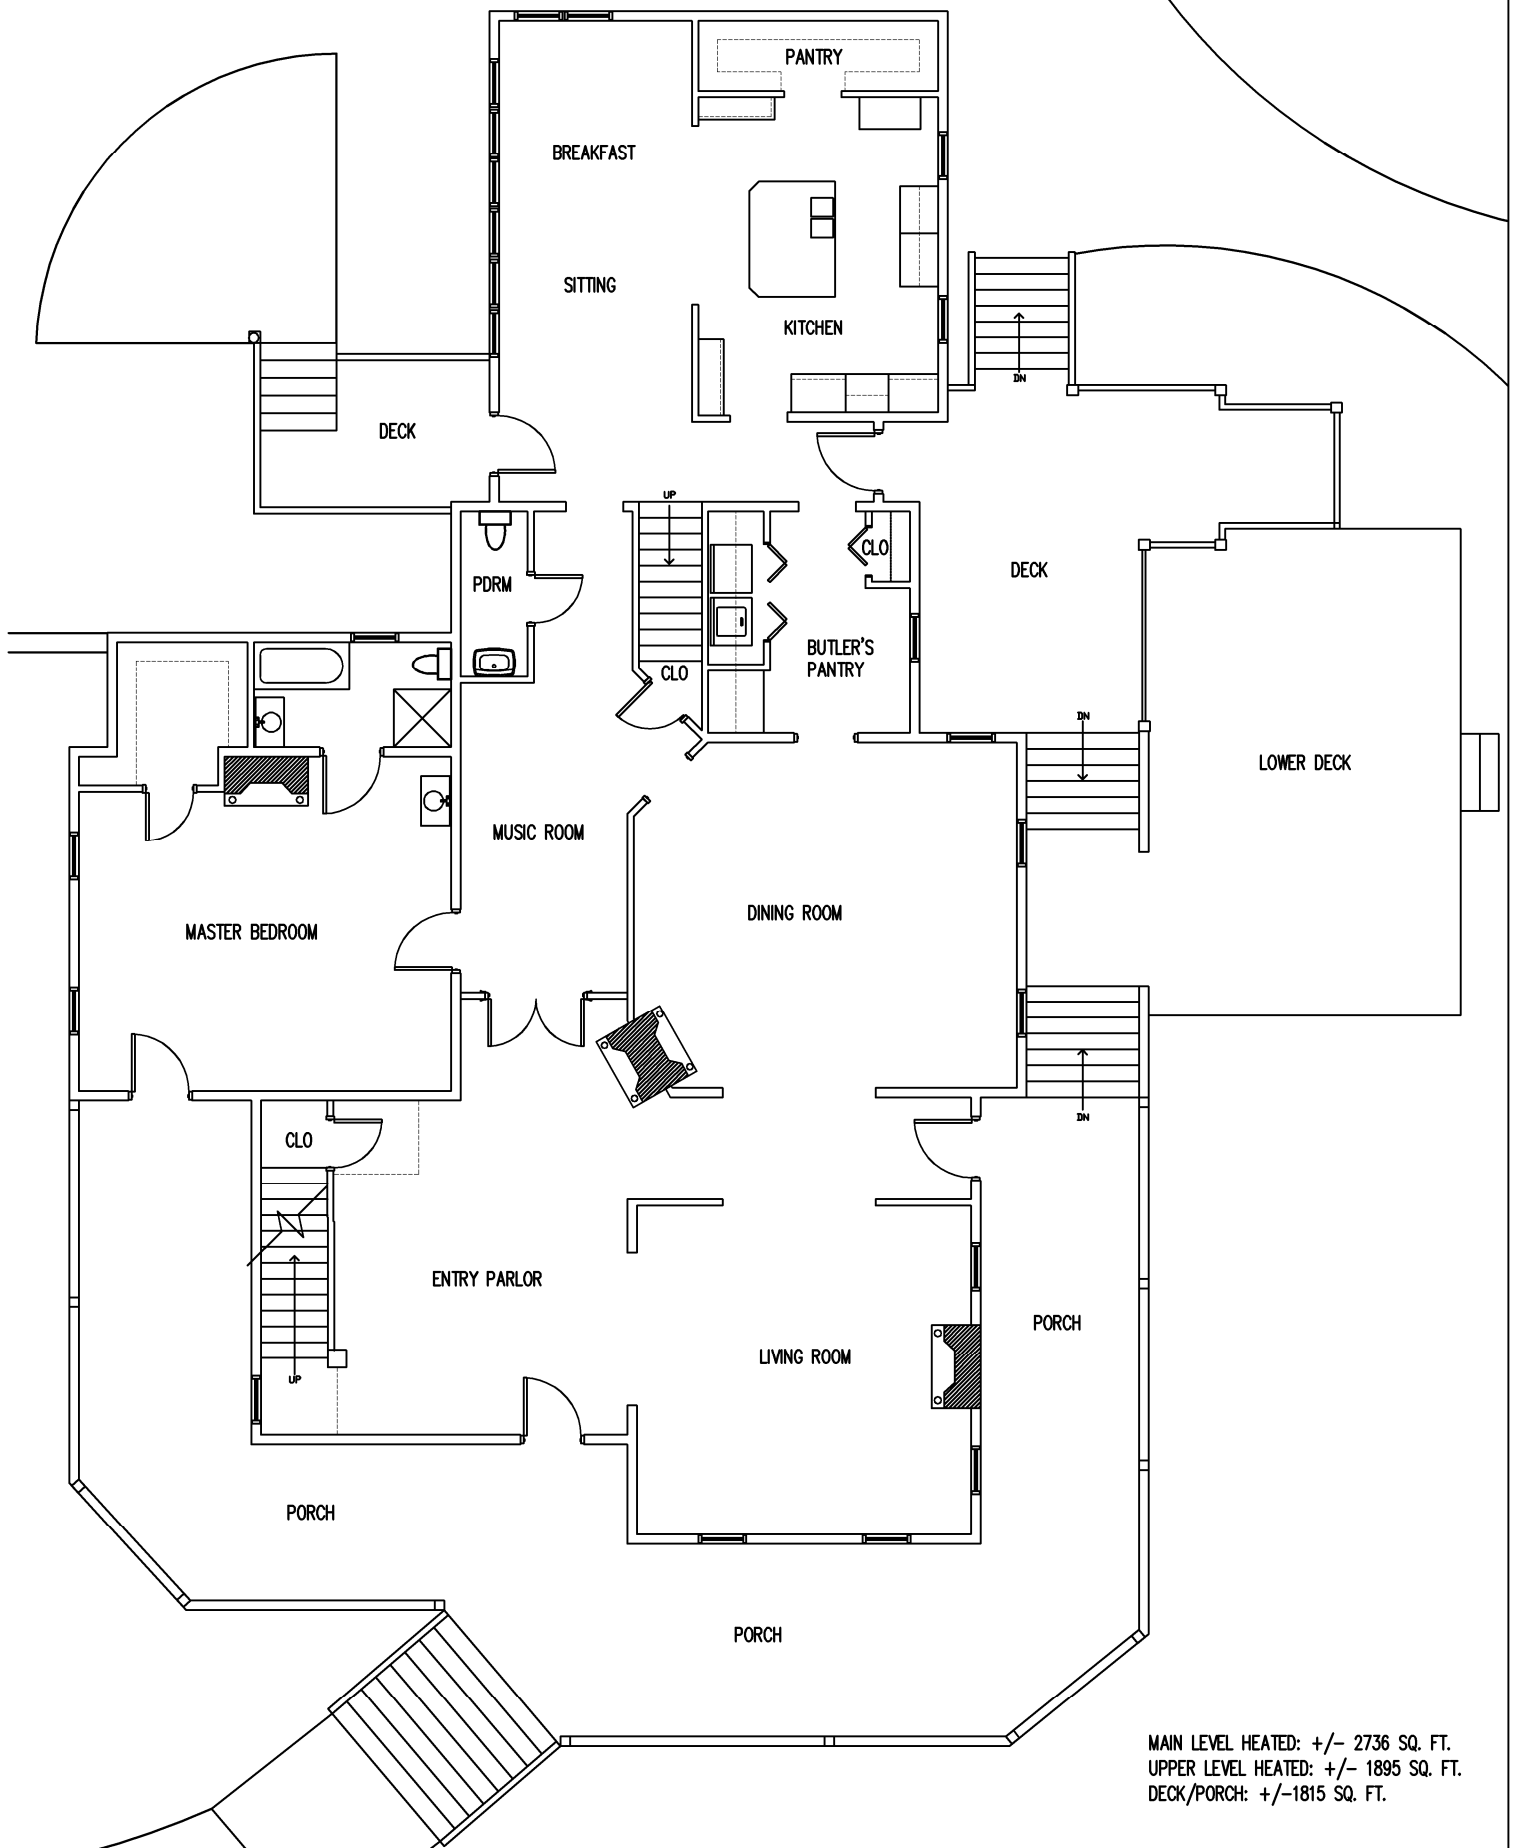 PANTRY
BREAKFAST
SITTING
KITCHEN
DN
DECK
UP
CLO
DECK
PDRM
BUTLER'S
PANTRY
CLO
DN
LOWER DECK
MUSIC ROOM
DINING ROOM
MASTER BEDROOM
DN
CLO
ENTRY PARLOR
PORCH
LIVING ROOM
UP
PORCH
PORCH
MAIN LEVEL HEATED: +/- 2736 SQ. FT.
UPPER LEVEL HEATED: +/- 1895 SQ. FT.
DECK/PORCH: +/-1815 SQ. FT.